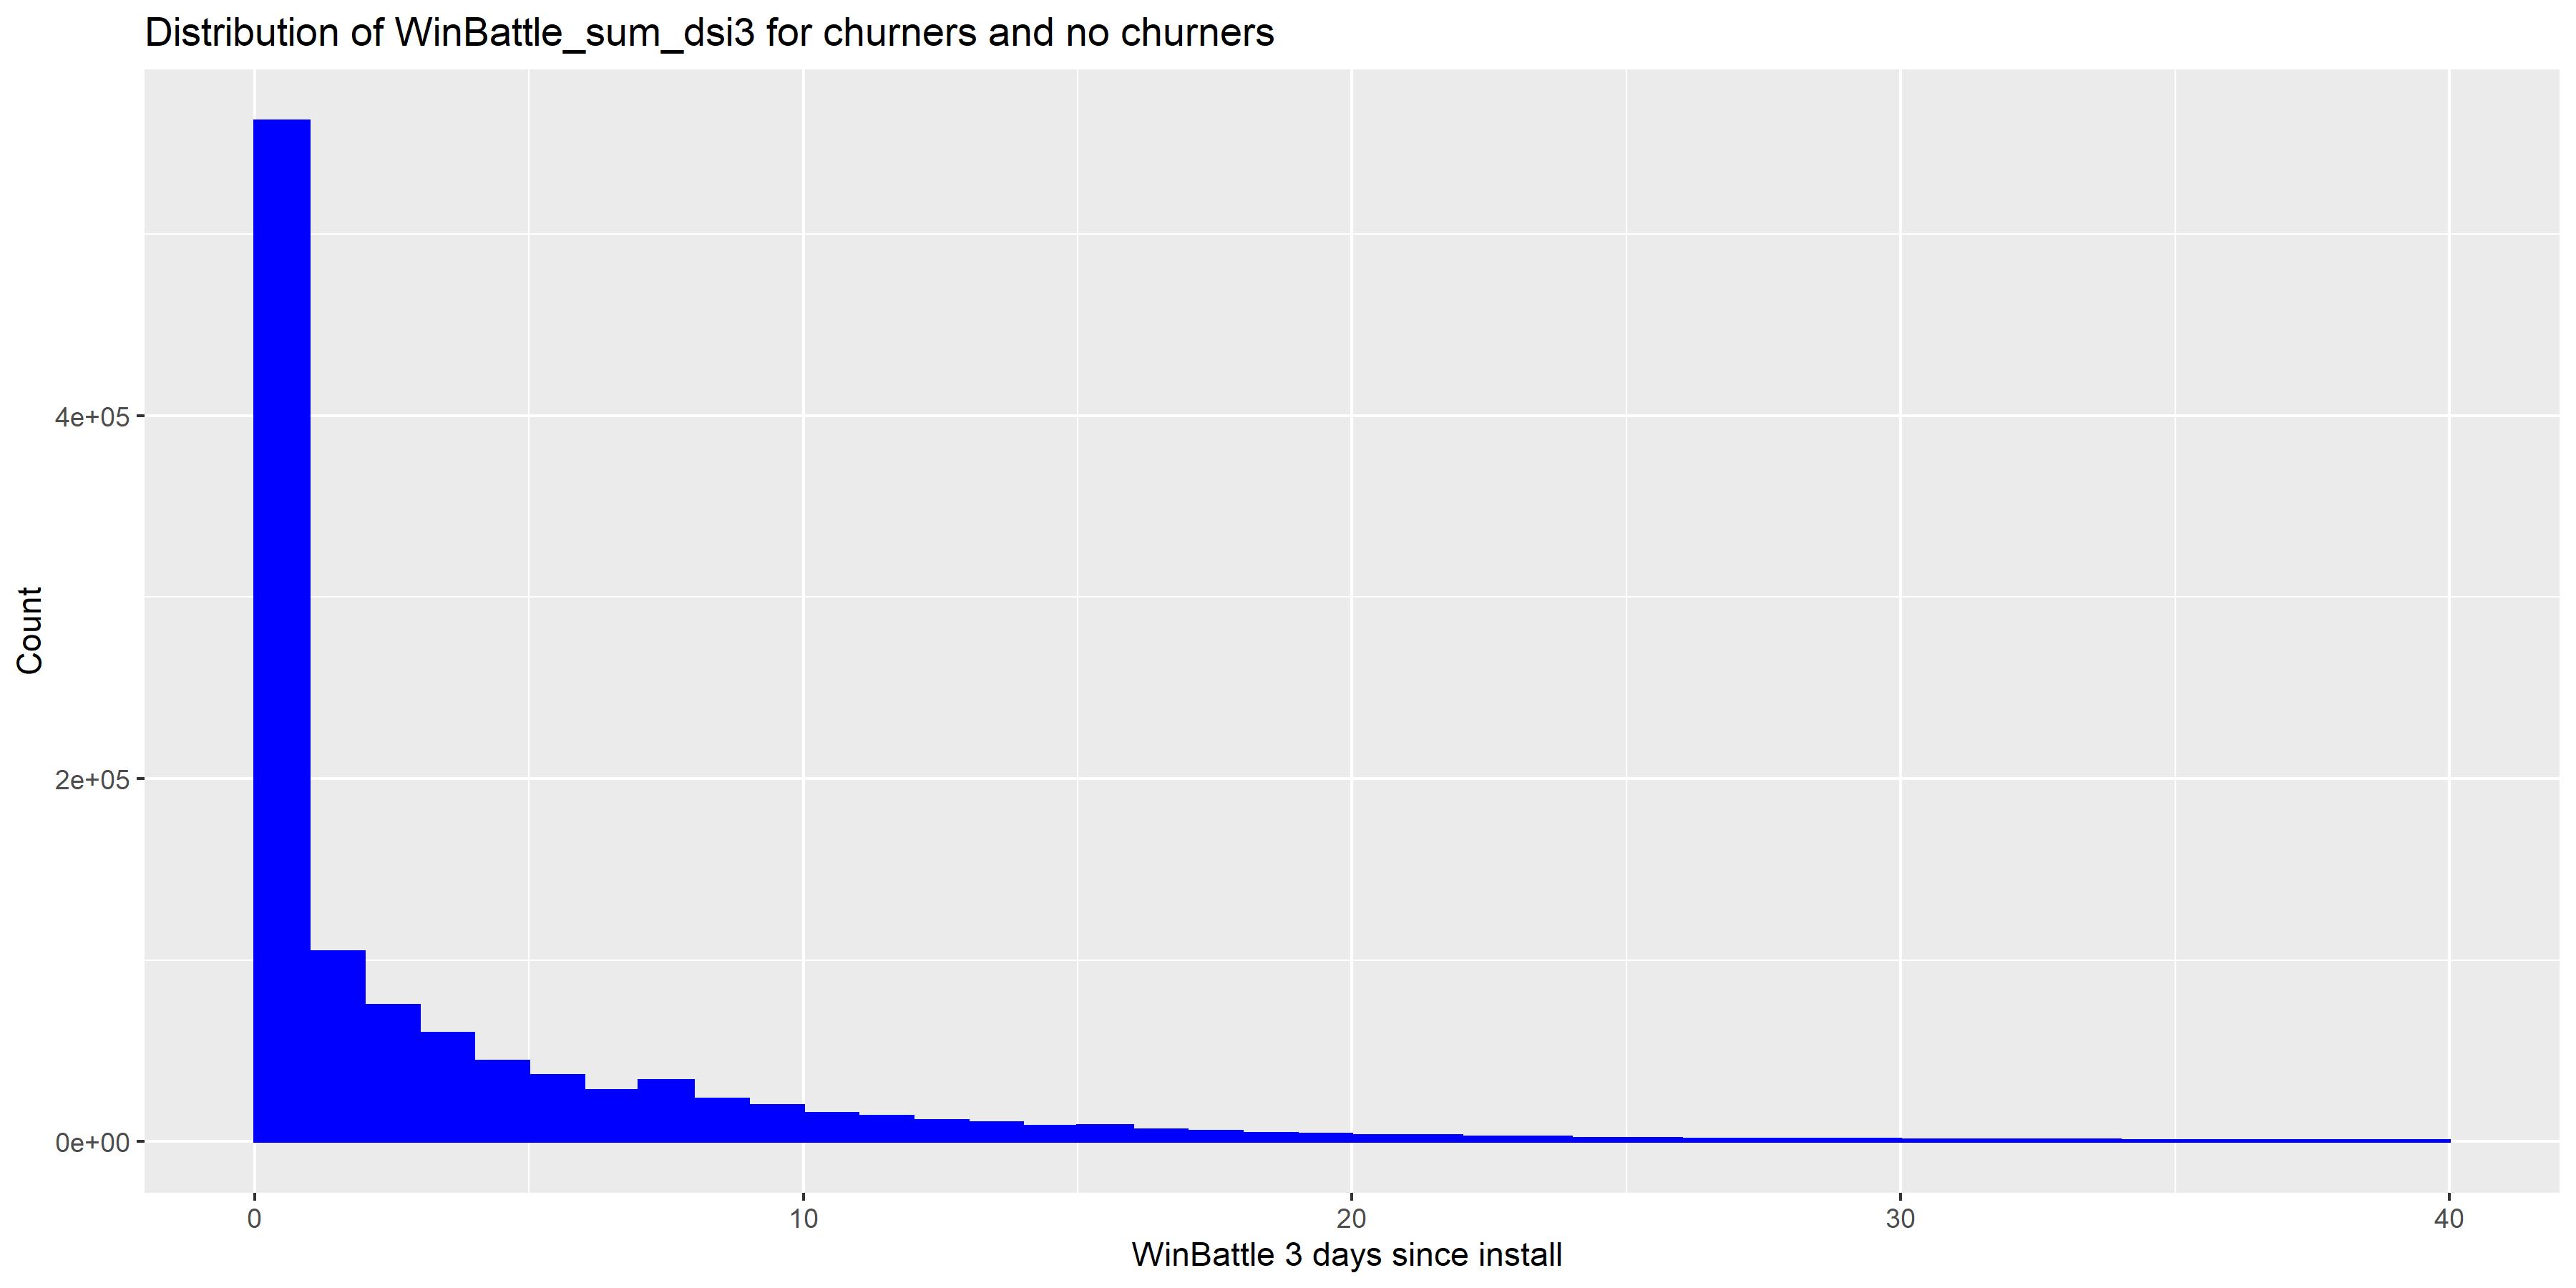 Distribution of WinBattle_sum_dsi3 for churners and no churners
Count
4e+05
2e+05
0e+00
0 10 20 30 40
WinBattle 3 days since install